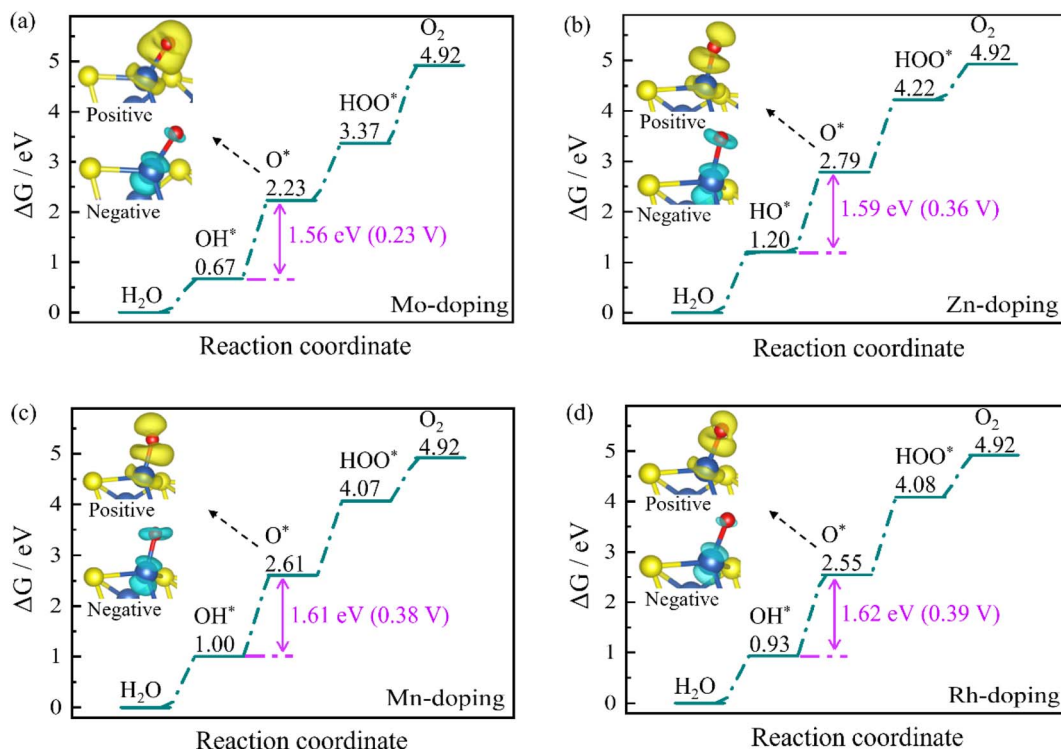 (a)
O₂
4.92
HOO*
3.37
O*
2.23
1.56 eV (0.23 V)
OH*
0.67
H₂O
Positive
Negative
5
4
3
2
1
0
ΔG / eV
Mo-doping
Reaction coordinate
(b)
O₂
4.92
HOO*
4.22
O*
2.79
1.59 eV (0.36 V)
HO*
1.20
H₂O
Positive
Negative
5
4
3
2
1
0
ΔG / eV
Zn-doping
Reaction coordinate
(c)
O₂
4.92
HOO*
4.07
O*
2.61
1.61 eV (0.38 V)
OH*
1.00
H₂O
Positive
Negative
5
4
3
2
1
0
ΔG / eV
Mn-doping
Reaction coordinate
(d)
O₂
4.92
HOO*
4.08
O*
2.55
1.62 eV (0.39 V)
OH*
0.93
H₂O
Positive
Negative
5
4
3
2
1
0
ΔG / eV
Rh-doping
Reaction coordinate